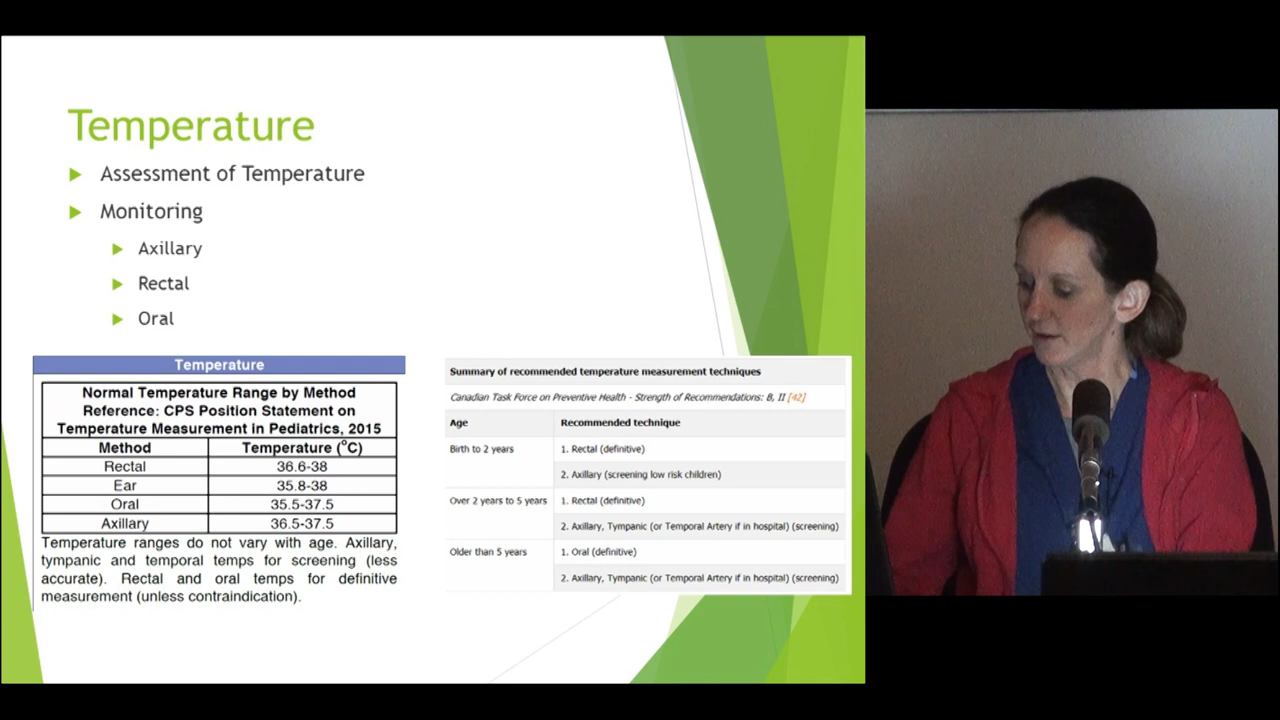 Temperature
Assessment of Temperature
Monitoring
Axillary
Rectal
Oral
Temperature
Normal Temperature Range by Method
Reference: CPS Position Statement on
Temperature Measurement in Pediatrics, 2015
Method Temperature (°C)
Rectal 36.6-38
Ear 35.8-38
Oral 35.5-37.5
Axillary 36.5-37.5
Temperature ranges do not vary with age. Axillary,
tympanic and temporal temps for screening (less
accurate). Rectal and oral temps for definitive
measurement (unless contraindication).
Summary of recommended temperature measurement techniques
Canadian Task Force on Preventive Health - Strength of Recommendations: B, II [42]
Age Recommended technique
Birth to 2 years 1. Rectal (definitive)
2. Axillary (screening low risk children)
Over 2 years to 5 years 1. Rectal (definitive)
2. Axillary, Tympanic (or Temporal Artery if in hospital) (screening)
Older than 5 years 1. Oral (definitive)
2. Axillary, Tympanic (or Temporal Artery if in hospital) (screening)